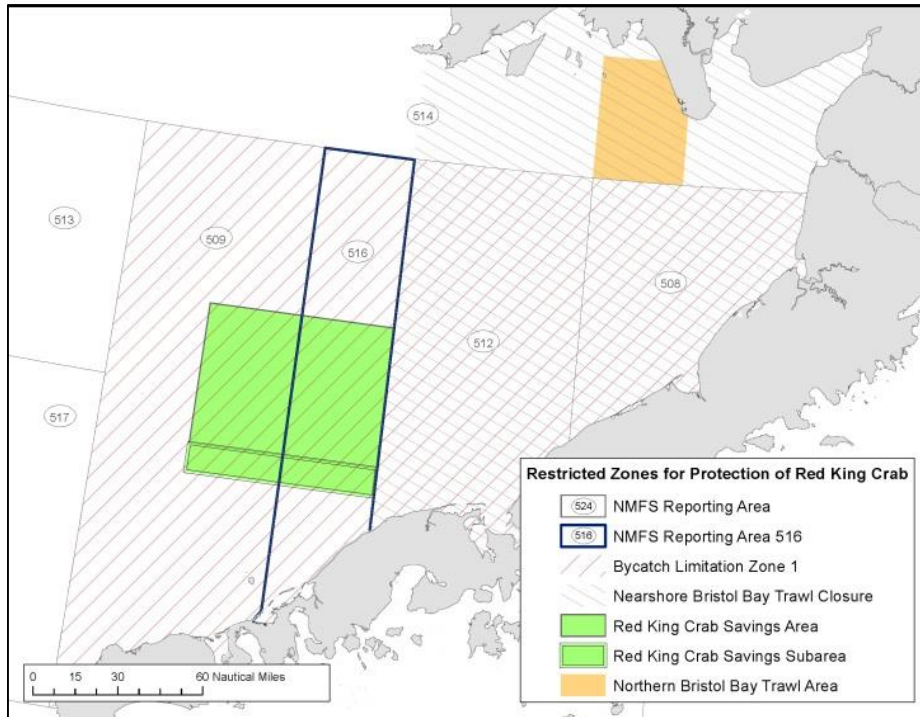 514
513
509
516
508
512
517
Restricted Zones for Protection of Red King Crab
524 NMFS Reporting Area
516 NMFS Reporting Area 516
Bycatch Limitation Zone 1
Nearshore Bristol Bay Trawl Closure
Red King Crab Savings Area
Red King Crab Savings Subarea
Northern Bristol Bay Trawl Area
0 15 30 60 Nautical Miles